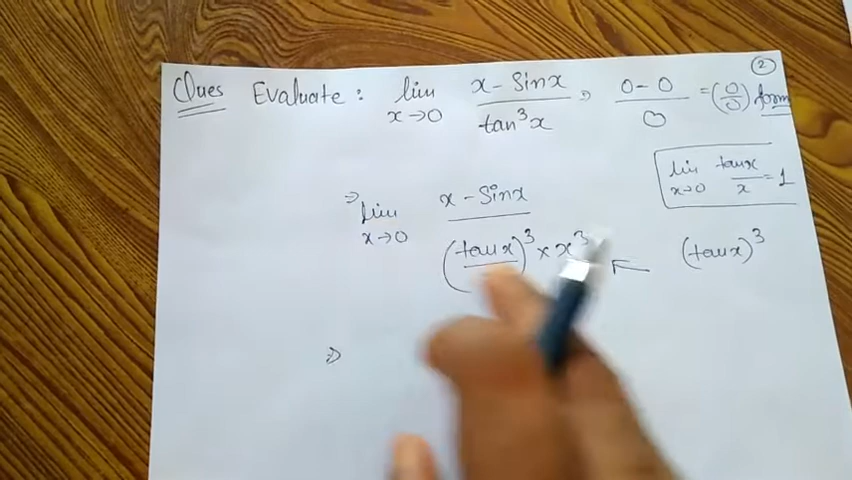 ②
Ques Evaluate : lim x→0 x - Sinx / tan³x ⇒ 0 - 0 / 0 = (0/0) form
lim x→0 tanx / x = 1
⇒ lim x→0 x - Sinx / (tanx)³ × x³ ← (tanx)³
⇒